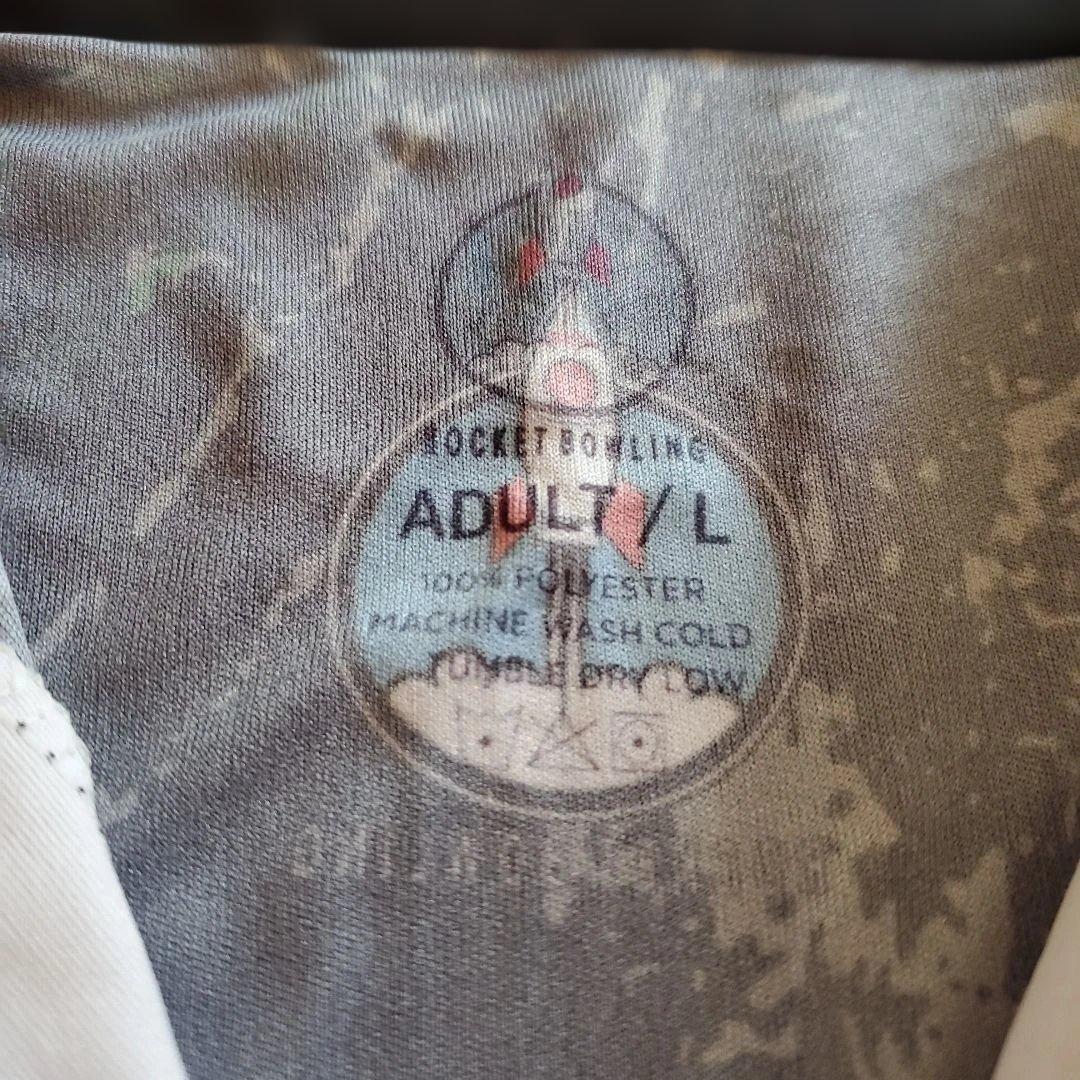 ROCKET BOWLING
ADULT / L
100% POLYESTER
MACHINE WASH COLD
TUMBLE DRY LOW